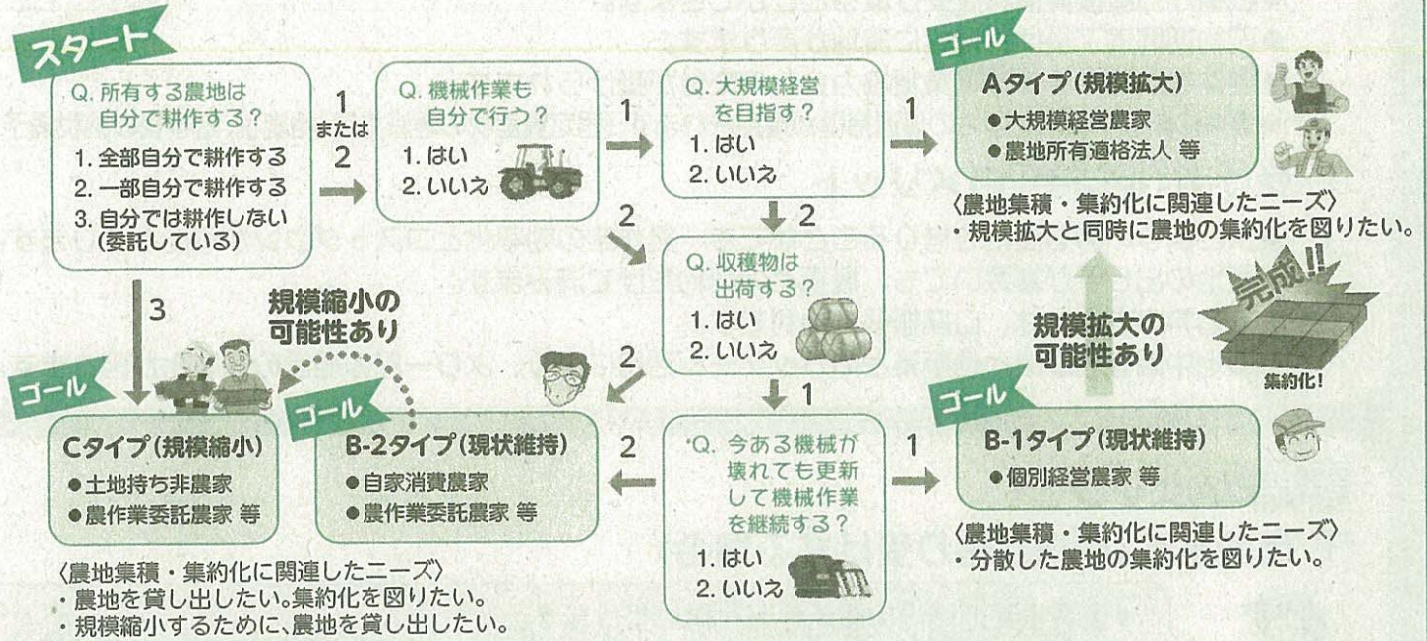 スタート
Q. 所有する農地は
自分で耕作する？
1. 全部自分で耕作する
2. 一部自分で耕作する
3. 自分では耕作しない
(委託している)
1
または
2
Q. 機械作業も
自分で行う？
1. はい
2. いいえ
1
2
Q. 大規模経営
を目指す？
1. はい
2. いいえ
1
2
ゴール
Aタイプ(規模拡大)
●大規模経営農家
●農地所有適格法人 等
〈農地集積・集約化に関連したニーズ〉
・規模拡大と同時に農地の集約化を図りたい。
Q. 収穫物は
出荷する？
1. はい
2. いいえ
2
1
3
規模縮小の
可能性あり
規模拡大の
可能性あり
完成!!
集約化!
ゴール
Cタイプ(規模縮小)
●土地持ち非農家
●農作業委託農家 等
ゴール
B-2タイプ(現状維持)
●自家消費農家
●農作業委託農家 等
2
Q. 今ある機械が
壊れても更新
して機械作業
を継続する？
1. はい
2. いいえ
1
ゴール
B-1タイプ(現状維持)
●個別経営農家 等
〈農地集積・集約化に関連したニーズ〉
・分散した農地の集約化を図りたい。
〈農地集積・集約化に関連したニーズ〉
・農地を貸し出したい。集約化を図りたい。
・規模縮小するために、農地を貸し出したい。